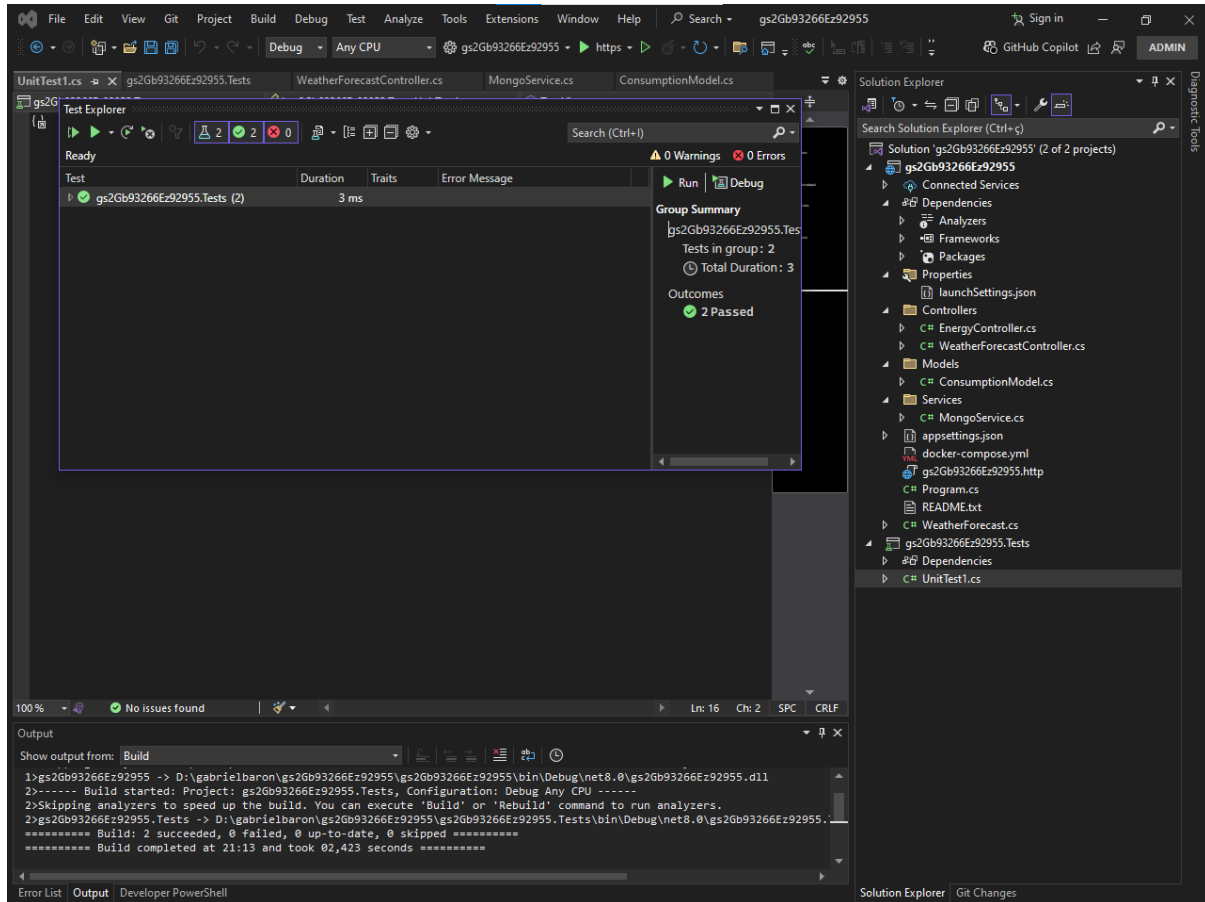 File Edit View Git Project Build Debug Test Analyze Tools Extensions Window Help Search gs2Gb93266Ez92955 Sign in
Debug Any CPU gs2Gb93266Ez92955 https GitHub Copilot ADMIN
UnitTest1.cs gs2Gb93266Ez92955.Tests WeatherForecastController.cs MongoService.cs ConsumptionModel.cs
Test Explorer
2 2 0 Search (Ctrl+I)
Ready 0 Warnings 0 Errors
Test Duration Traits Error Message
gs2Gb93266Ez92955.Tests (2) 3 ms
Run Debug
Group Summary
gs2Gb93266Ez92955.Tes
Tests in group: 2
Total Duration: 3
Outcomes
2 Passed
100 % No issues found Ln: 16 Ch: 2 SPC CRLF
Output
Show output from: Build
1>gs2Gb93266Ez92955 -> D:\gabrielbaron\gs2Gb93266Ez92955\gs2Gb93266Ez92955\bin\Debug\net8.0\gs2Gb93266Ez92955.dll
2>------ Build started: Project: gs2Gb93266Ez92955.Tests, Configuration: Debug Any CPU ------
2>Skipping analyzers to speed up the build. You can execute 'Build' or 'Rebuild' command to run analyzers.
2>gs2Gb93266Ez92955.Tests -> D:\gabrielbaron\gs2Gb93266Ez92955\gs2Gb93266Ez92955.Tests\bin\Debug\net8.0\gs2Gb93266Ez92955.
========== Build: 2 succeeded, 0 failed, 0 up-to-date, 0 skipped ==========
========== Build completed at 21:13 and took 02,423 seconds ==========
Error List Output Developer PowerShell
Solution Explorer
Search Solution Explorer (Ctrl+ç)
Solution 'gs2Gb93266Ez92955' (2 of 2 projects)
gs2Gb93266Ez92955
Connected Services
Dependencies
Analyzers
Frameworks
Packages
Properties
launchSettings.json
Controllers
C# EnergyController.cs
C# WeatherForecastController.cs
Models
C# ConsumptionModel.cs
Services
C# MongoService.cs
appsettings.json
YML docker-compose.yml
gs2Gb93266Ez92955.http
C# Program.cs
README.txt
C# WeatherForecast.cs
gs2Gb93266Ez92955.Tests
Dependencies
C# UnitTest1.cs
Solution Explorer Git Changes
Diagnostic Tools